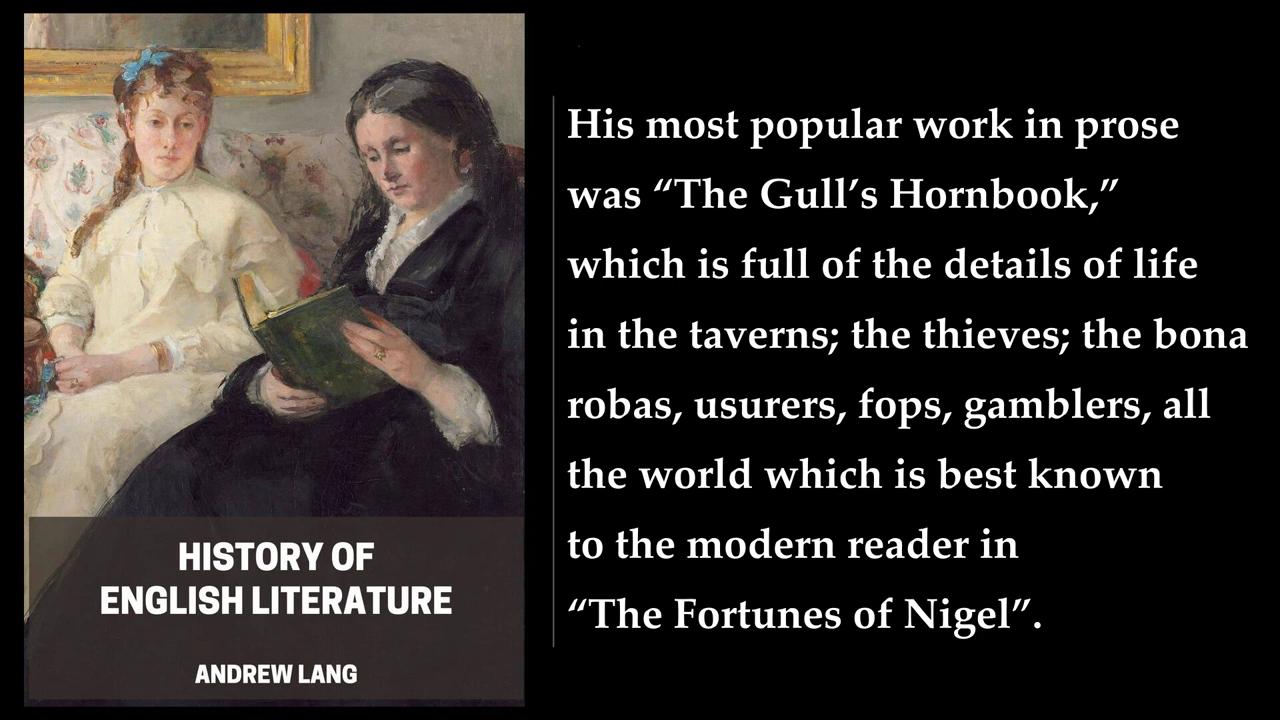 HISTORY OF
ENGLISH LITERATURE
ANDREW LANG
His most popular work in prose
was “The Gull’s Hornbook,”
which is full of the details of life
in the taverns; the thieves; the bona
robas, usurers, fops, gamblers, all
the world which is best known
to the modern reader in
“The Fortunes of Nigel”.